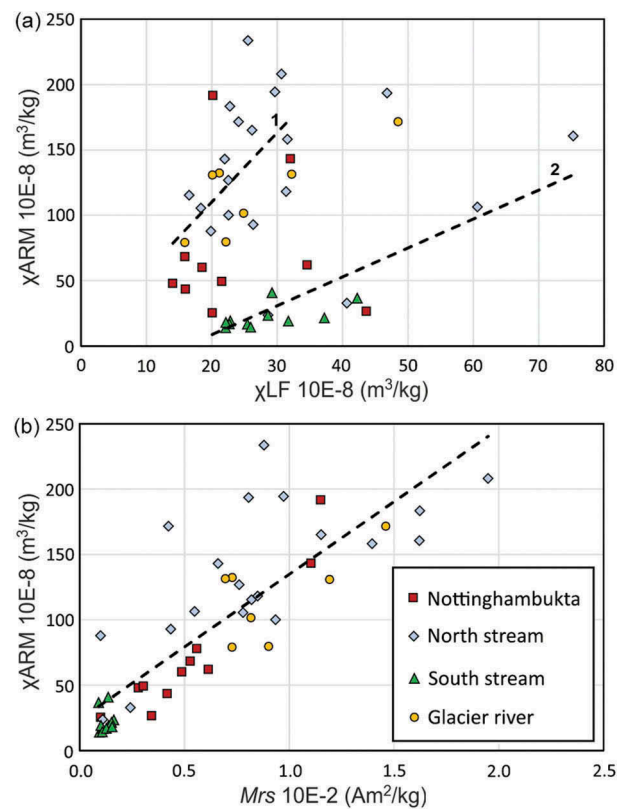 (a)
250
200
150
100
50
0
χARM 10E-8 (m³/kg)
1
2
0 10 20 30 40 50 60 70 80
χLF 10E-8 (m³/kg)
(b)
250
200
150
100
50
0
χARM 10E-8 (m³/kg)
Nottinghambukta
North stream
South stream
Glacier river
0.0 0.5 1.0 1.5 2.0 2.5
Mrs 10E-2 (Am²/kg)